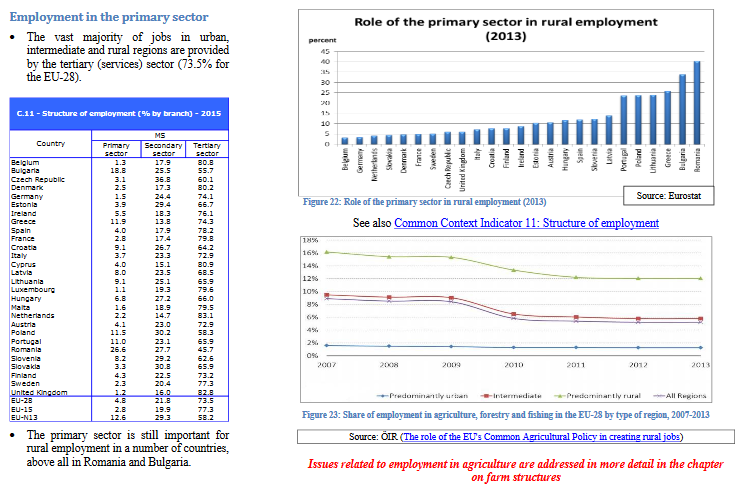 Employment in the primary sector
• The vast majority of jobs in urban,
intermediate and rural regions are provided
by the tertiary (services) sector (73.5% for
the EU-28).
C.11 - Structure of employment (% by branch) - 2015
Country
MS
Primary sector Secondary sector Tertiary sector
Belgium 1.3 17.9 80.8
Bulgaria 18.8 25.5 55.7
Czech Republic 3.1 36.8 60.1
Denmark 2.5 17.3 80.2
Germany 1.5 24.4 74.1
Estonia 3.9 29.4 66.7
Ireland 5.5 18.3 76.1
Greece 11.9 13.8 74.3
Spain 4.0 17.9 78.2
France 2.8 17.4 79.8
Croatia 9.1 26.7 64.2
Italy 3.7 23.3 72.9
Cyprus 4.0 15.1 80.9
Latvia 8.0 23.5 68.5
Lithuania 9.1 25.1 65.9
Luxembourg 1.1 19.3 79.6
Hungary 6.8 27.2 66.0
Malta 1.6 18.9 79.5
Netherlands 2.2 14.7 83.1
Austria 4.1 23.0 72.9
Poland 11.5 30.2 58.3
Portugal 11.0 23.1 65.9
Romania 26.6 27.7 45.7
Slovenia 8.2 29.2 62.6
Slovakia 3.3 30.8 65.9
Finland 4.3 22.5 73.2
Sweden 2.3 20.4 77.3
United Kingdom 1.2 16.0 82.8
EU-28 4.8 21.8 73.5
EU-15 2.8 19.9 77.3
EU-N13 12.6 29.3 58.2
• The primary sector is still important for
rural employment in a number of countries,
above all in Romania and Bulgaria.
Role of the primary sector in rural employment
(2013)
percent
45
40
35
30
25
20
15
10
5
0
Belgium
Germany
Netherlands
Slovakia
Denmark
France
Sweden
Czech Republic
United Kingdom
Italy
Croatia
Finland
Ireland
Estonia
Austria
Hungary
Spain
Slovenia
Latvia
Portugal
Poland
Lithuania
Greece
Bulgaria
Romania
Source: Eurostat
Figure 22: Role of the primary sector in rural employment (2013)
See also Common Context Indicator 11: Structure of employment
18%
16%
14%
12%
10%
8%
6%
4%
2%
0%
2007 2008 2009 2010 2011 2012 2013
Predominantly urban Intermediate Predominantly rural All Regions
Figure 23: Share of employment in agriculture, forestry and fishing in the EU-28 by type of region, 2007-2013
Source: ÖIR (The role of the EU's Common Agricultural Policy in creating rural jobs)
Issues related to employment in agriculture are addressed in more detail in the chapter
on farm structures